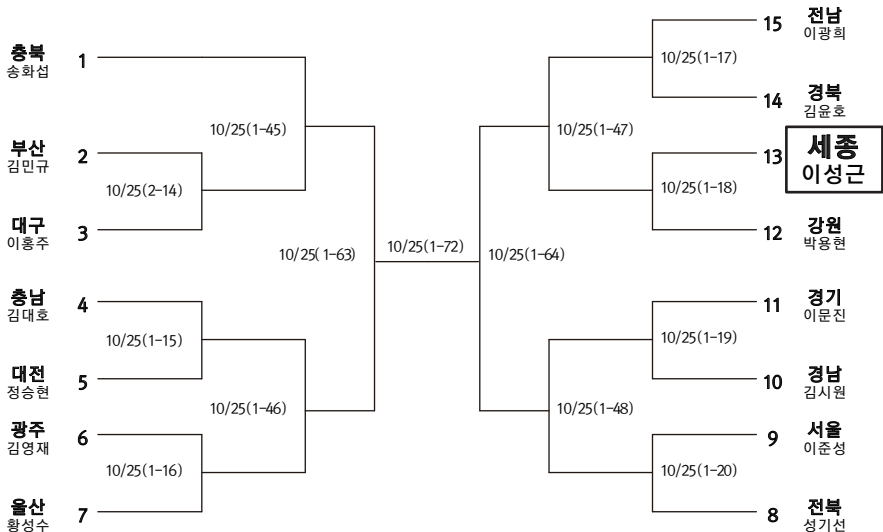 충북
송화섭
1
부산
김민규
2
대구
이홍주
3
충남
김대호
4
대전
정승현
5
광주
김영재
6
울산
황성수
7
10/25(2-14)
10/25(1-15)
10/25(1-16)
10/25(1-45)
10/25(1-46)
10/25(1-63)
10/25(1-72)
10/25(1-64)
10/25(1-47)
10/25(1-48)
10/25(1-17)
10/25(1-18)
10/25(1-19)
10/25(1-20)
15
전남
이광희
14
경북
김윤호
13
세종
이성근
12
강원
박용현
11
경기
이문진
10
경남
김시원
9
서울
이준성
8
전북
성기선